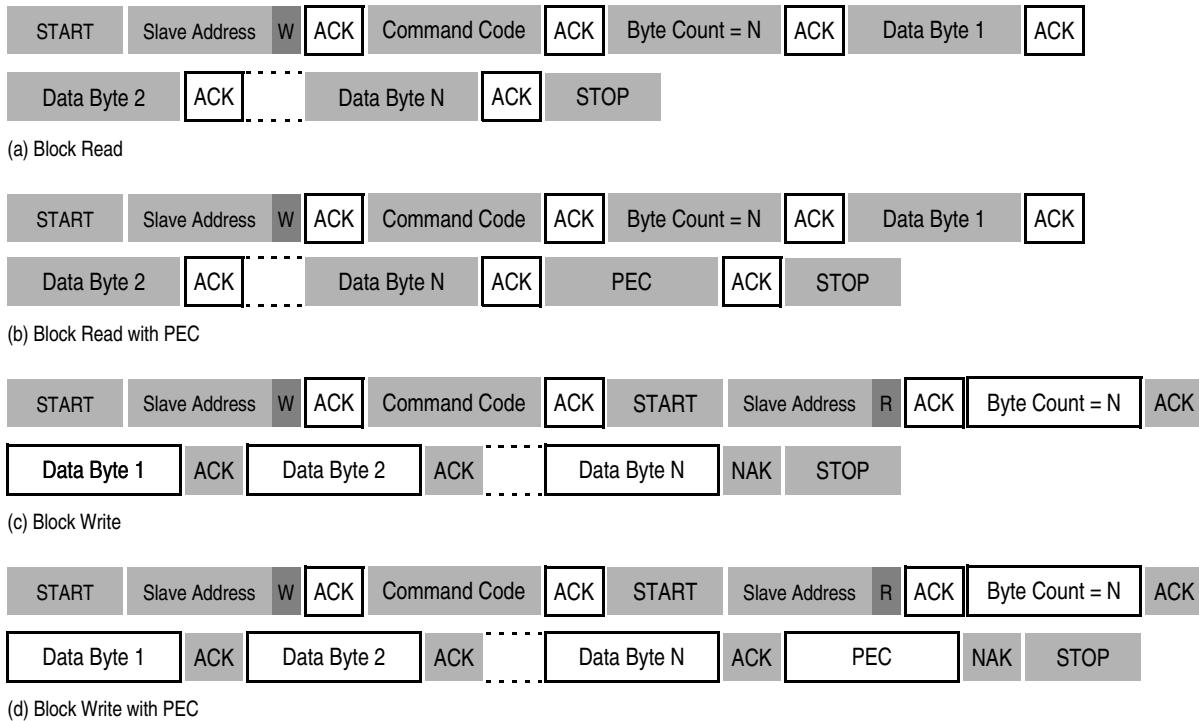 START Slave Address W ACK Command Code ACK Byte Count = N ACK Data Byte 1 ACK
Data Byte 2 ACK Data Byte N ACK STOP
(a) Block Read
START Slave Address W ACK Command Code ACK Byte Count = N ACK Data Byte 1 ACK
Data Byte 2 ACK Data Byte N ACK PEC ACK STOP
(b) Block Read with PEC
START Slave Address W ACK Command Code ACK START Slave Address R ACK Byte Count = N ACK
Data Byte 1 ACK Data Byte 2 ACK Data Byte N NAK STOP
(c) Block Write
START Slave Address W ACK Command Code ACK START Slave Address R ACK Byte Count = N ACK
Data Byte 1 ACK Data Byte 2 ACK Data Byte N ACK PEC NAK STOP
(d) Block Write with PEC